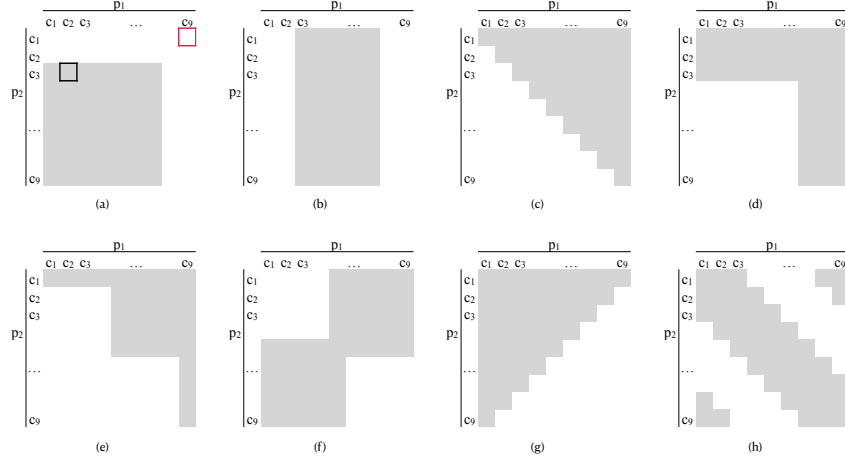 p1 p1 p1 p1
c1 c2 c3 ... c9 c1 c2 c3 ... c9 c1 c2 c3 ... c9 c1 c2 c3 ... c9
c1 c1 c1 c1
c2 c2 c2 c2
c3 c3 c3 c3
p2 p2 p2 p2
... ... ... ...
c9 c9 c9 c9
(a) (b) (c) (d)
p1 p1 p1 p1
c1 c2 c3 ... c9 c1 c2 c3 ... c9 c1 c2 c3 ... c9 c1 c2 c3 ... c9
c1 c1 c1 c1
c2 c2 c2 c2
c3 c3 c3 c3
p2 p2 p2 p2
... ... ... ...
c9 c9 c9 c9
(e) (f) (g) (h)